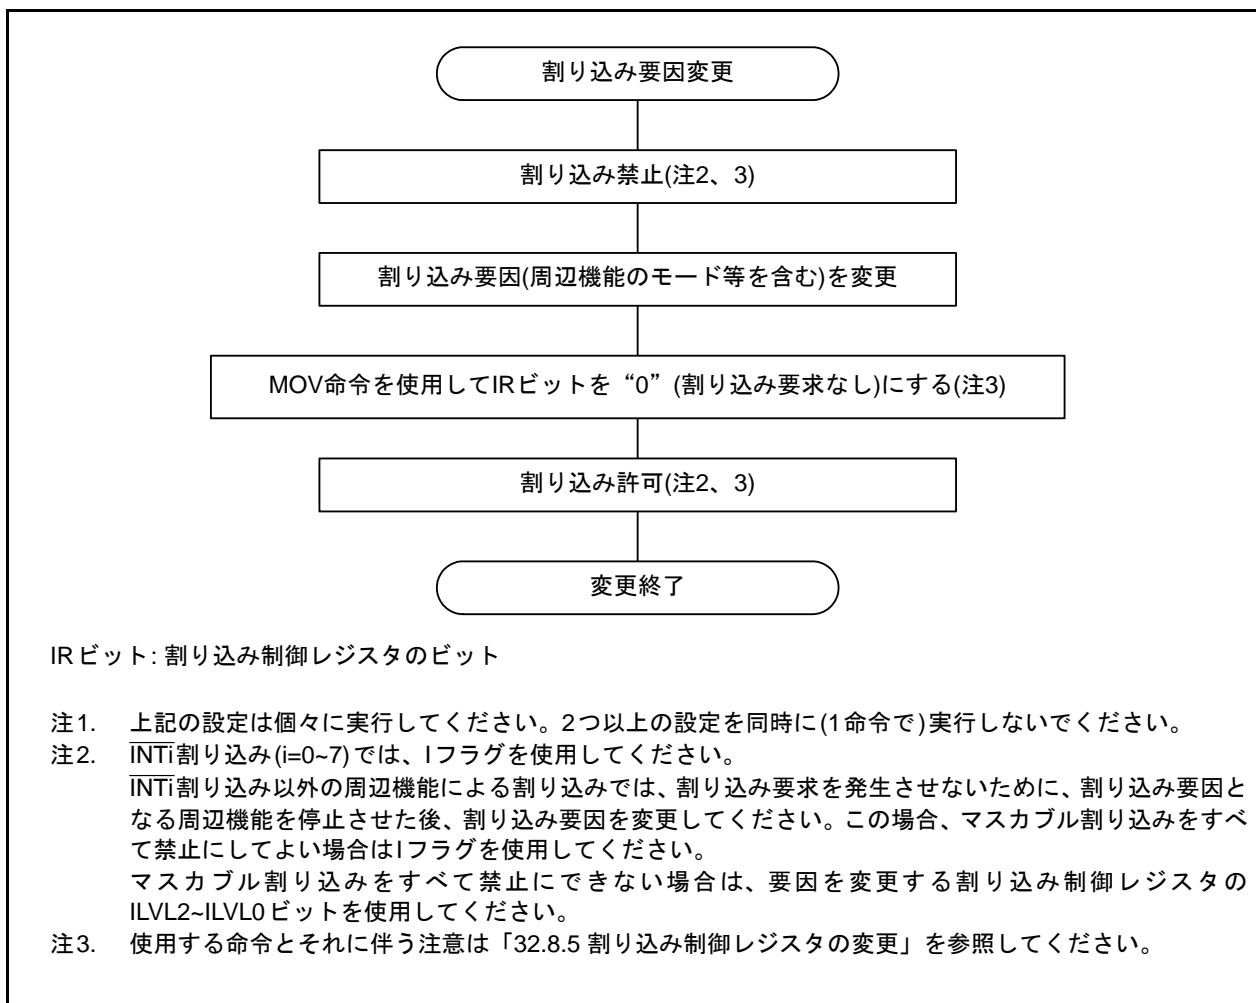 割り込み要因変更
割り込み禁止(注2、3)
割り込み要因(周辺機能のモード等を含む)を変更
MOV命令を使用してIRビットを“0”(割り込み要求なし)にする(注3)
割り込み許可(注2、3)
変更終了
IRビット: 割り込み制御レジスタのビット
注1. 上記の設定は個々に実行してください。2つ以上の設定を同時に(1命令で)実行しないでください。
注2. INTi割り込み(i=0~7)では、Iフラグを使用してください。
INTi割り込み以外の周辺機能による割り込みでは、割り込み要求を発生させないために、割り込み要因と
なる周辺機能を停止させた後、割り込み要因を変更してください。この場合、マスカブル割り込みをすべ
て禁止にしてよい場合はIフラグを使用してください。
マスカブル割り込みをすべて禁止にできない場合は、要因を変更する割り込み制御レジスタの
ILVL2~ILVL0ビットを使用してください。
注3. 使用する命令とそれに伴う注意は「32.8.5 割り込み制御レジスタの変更」を参照してください。